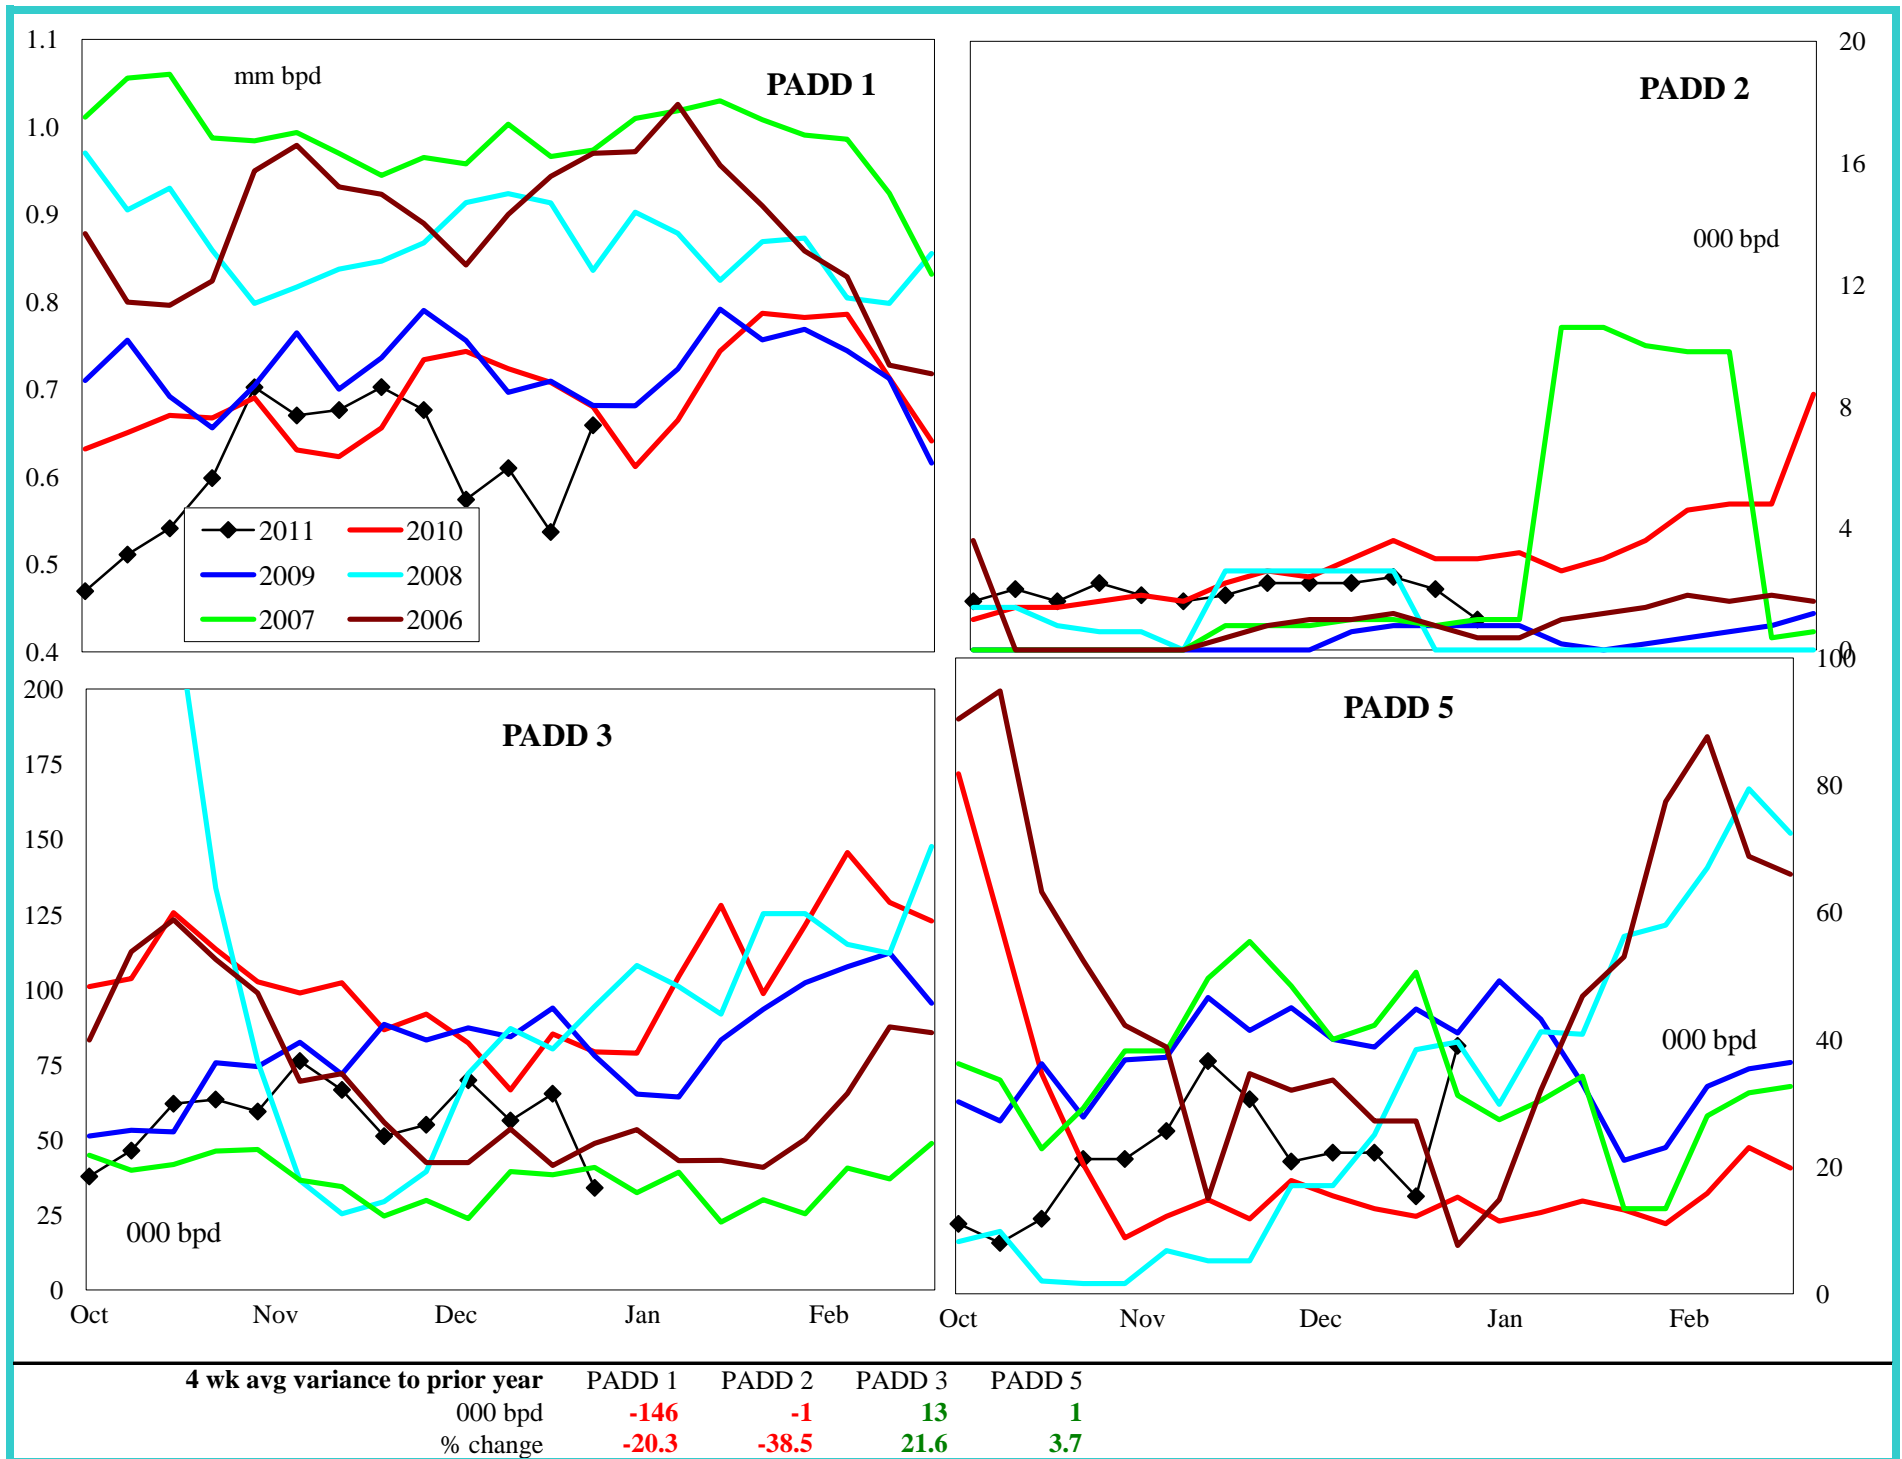 1.1
1.0
0.9
0.8
0.7
0.6
0.5
0.4
mm bpd
PADD 1
2011 2010
2009 2008
2007 2006
PADD 2
000 bpd
20
16
12
8
4
0
200
175
150
125
100
75
50
25
0
PADD 3
000 bpd
Oct Nov Dec Jan Feb
PADD 5
000 bpd
100
80
60
40
20
0
Oct Nov Dec Jan Feb
4 wk avg variance to prior year PADD 1 PADD 2 PADD 3 PADD 5
000 bpd -146 -1 13 1
% change -20.3 -38.5 21.6 3.7